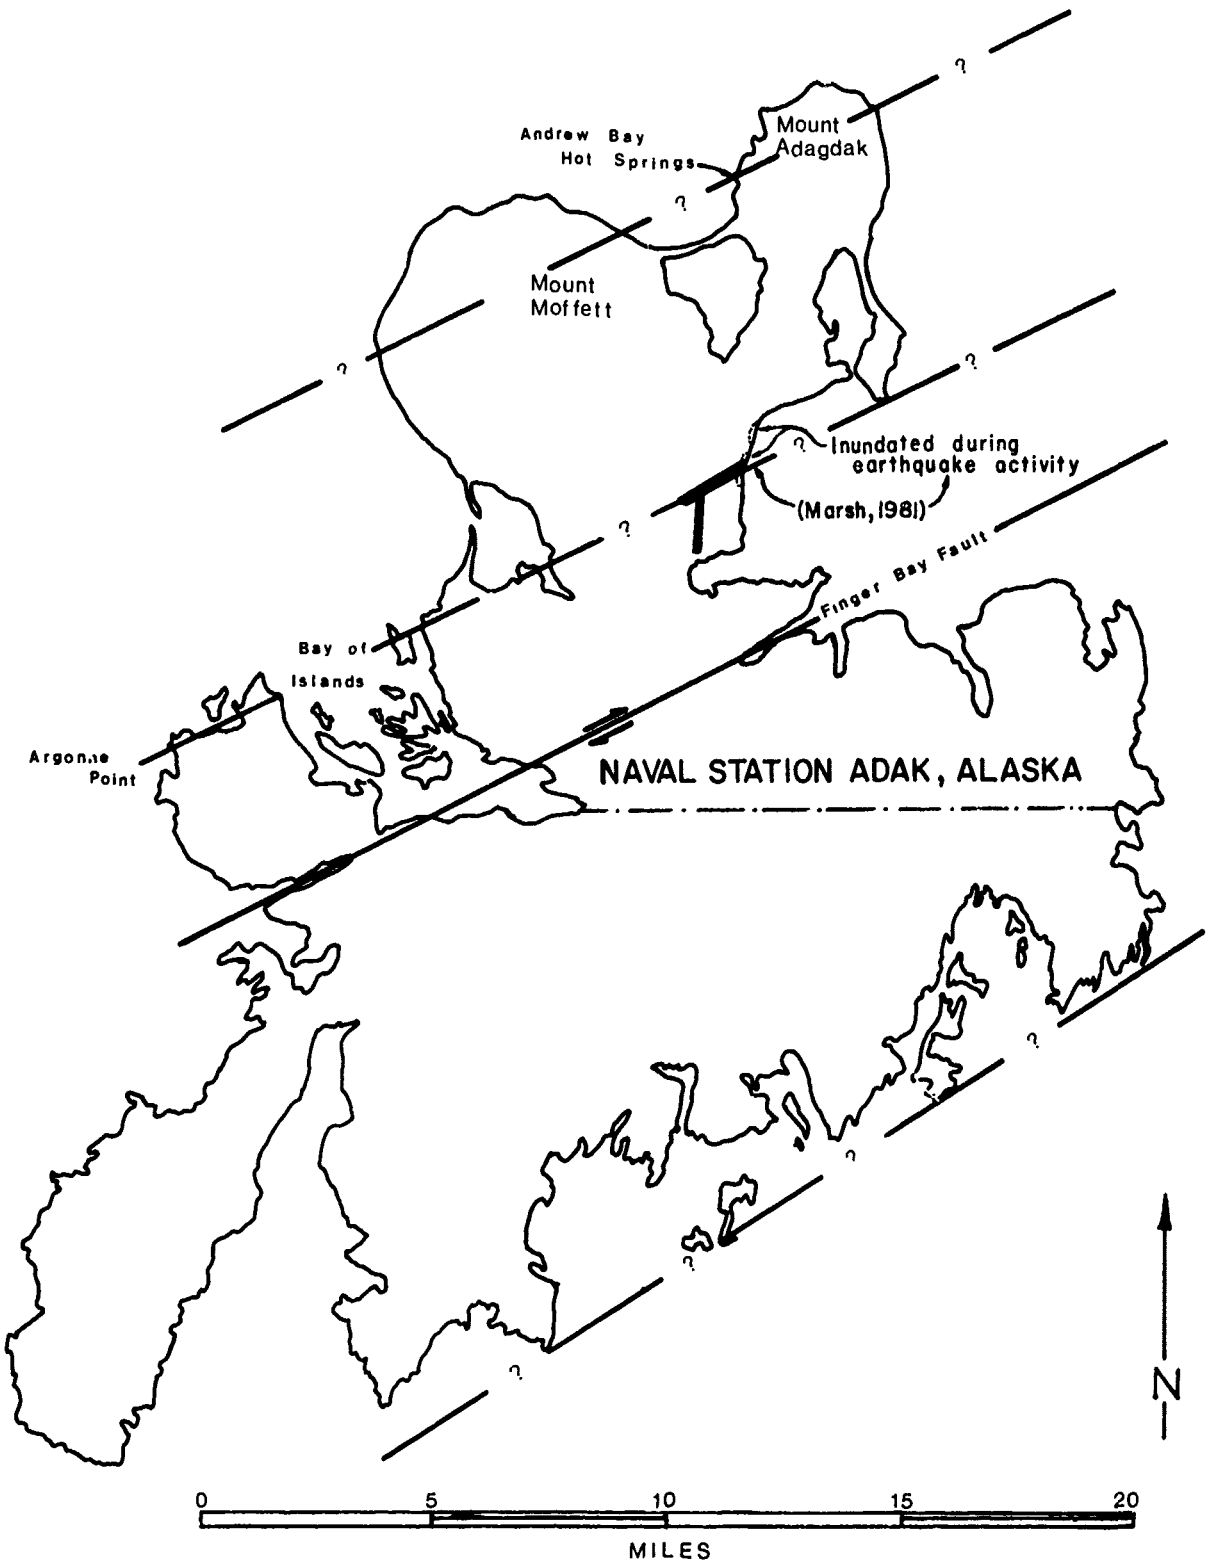 ?
Andrew Bay
Hot Springs
Mount
Adagdak
?
Mount
Moffett
?
?
?
Inundated during
earthquake activity
(Marsh, 1981)
?
Finger Bay Fault
Bay of
Islands
Argonne
Point
NAVAL STATION ADAK, ALASKA
?
?
?
?
N
0 5 10 15 20
MILES